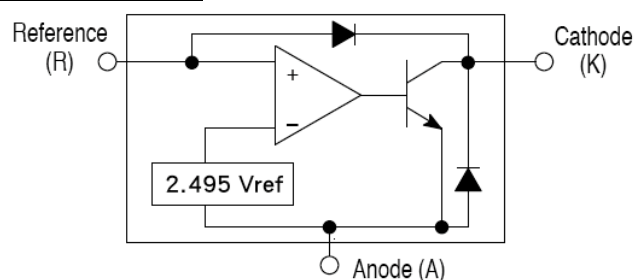 Reference
(R)
Cathode
(K)
+
−
2.495 Vref
Anode (A)